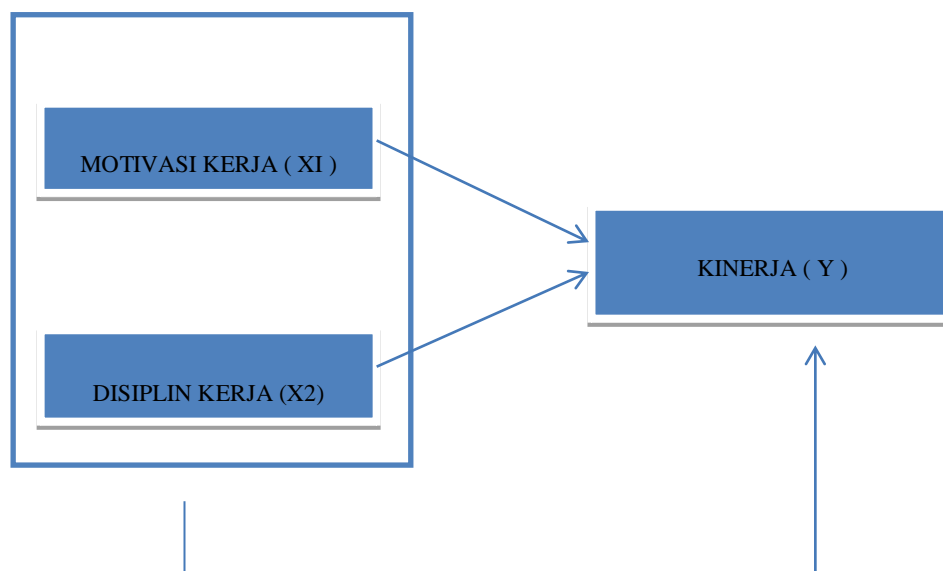 MOTIVASI KERJA ( XI )
KINERJA ( Y )
DISIPLIN KERJA (X2)